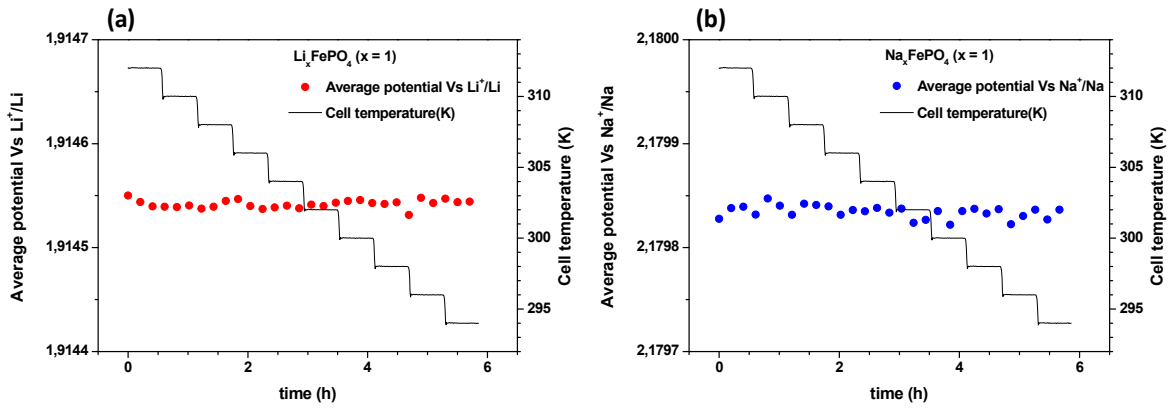 (a)
Average potential Vs Li⁺/Li
1,9147
1,9146
1,9145
1,9144
LiₓFePO₄ (x = 1)
Average potential Vs Li⁺/Li
Cell temperature(K)
310
305
300
295
Cell temperature (K)
0
2
4
6
time (h)
(b)
Average potential Vs Na⁺/Na
2,1800
2,1799
2,1798
2,1797
NaₓFePO₄ (x = 1)
Average potential Vs Na⁺/Na
Cell temperature(K)
310
305
300
295
Cell temperature (K)
0
2
4
6
time (h)